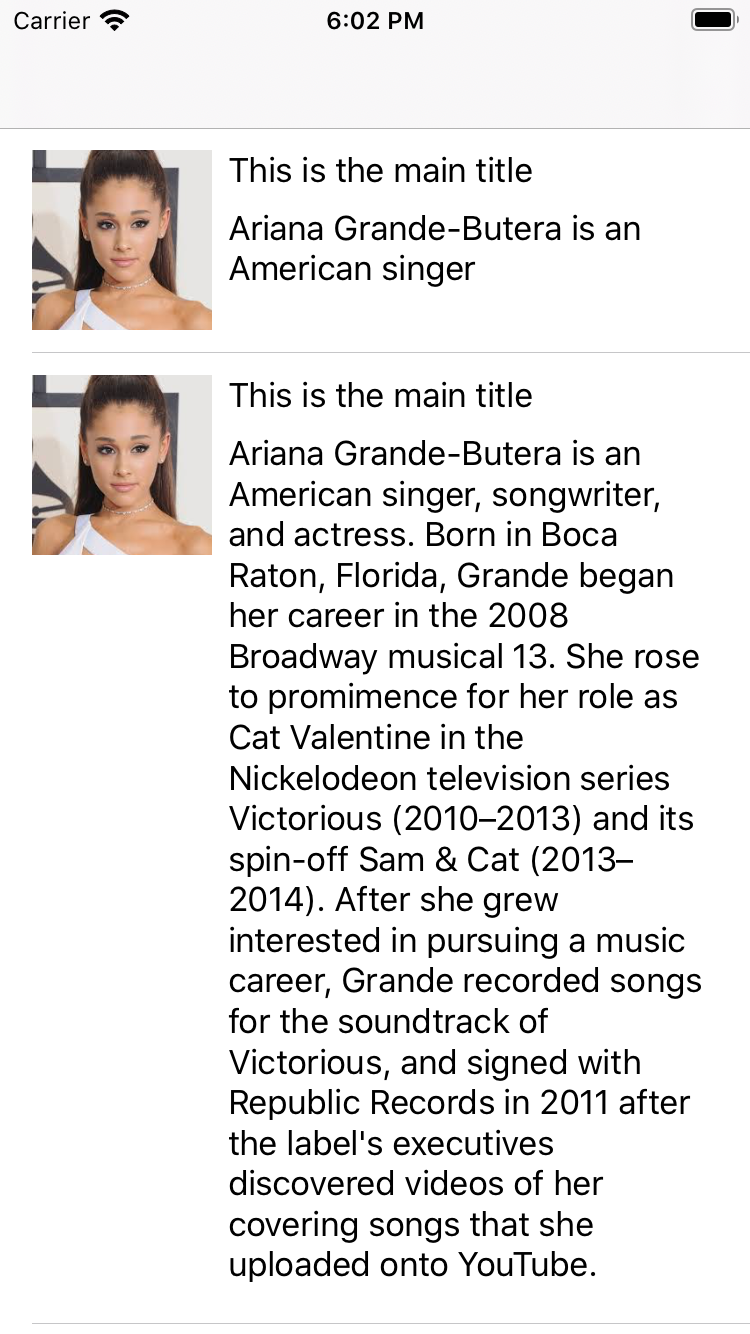 Carrier 6:02 PM
This is the main title
Ariana Grande-Butera is an
American singer
This is the main title
Ariana Grande-Butera is an
American singer, songwriter,
and actress. Born in Boca
Raton, Florida, Grande began
her career in the 2008
Broadway musical 13. She rose
to promimence for her role as
Cat Valentine in the
Nickelodeon television series
Victorious (2010–2013) and its
spin-off Sam & Cat (2013–
2014). After she grew
interested in pursuing a music
career, Grande recorded songs
for the soundtrack of
Victorious, and signed with
Republic Records in 2011 after
the label's executives
discovered videos of her
covering songs that she
uploaded onto YouTube.